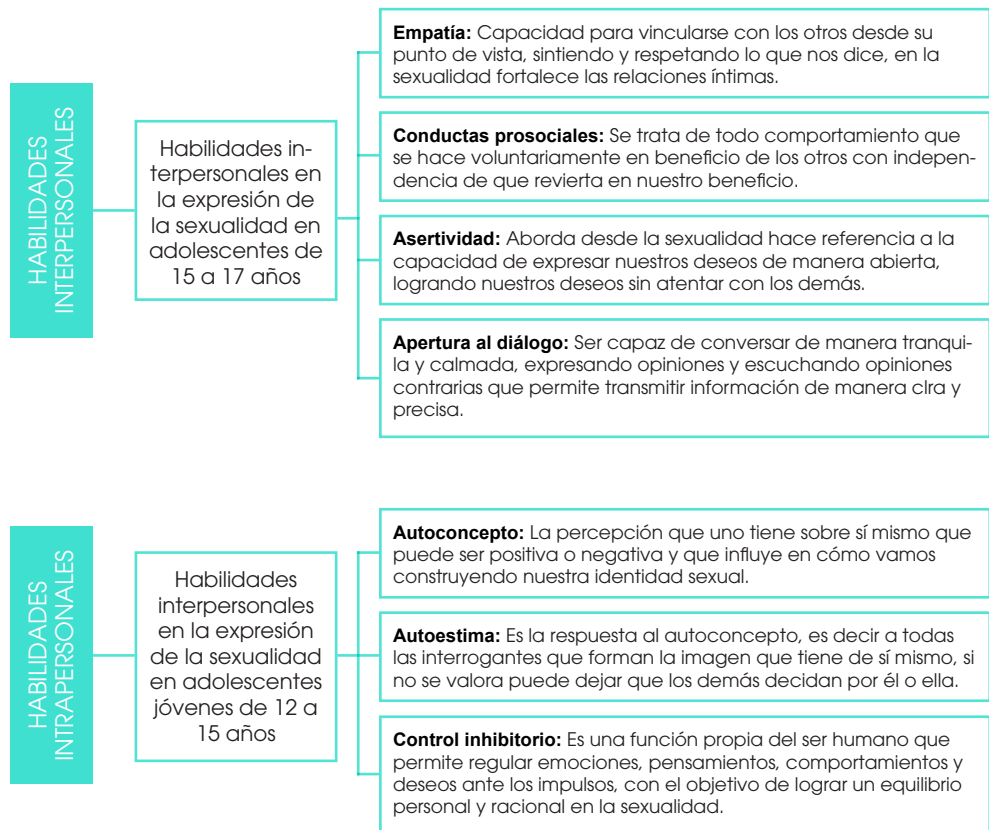 HABILIDADES
INTERPERSONALES
Habilidades in-
terpersonales en
la expresión de
la sexualidad en
adolescentes de
15 a 17 años
Empatía: Capacidad para vincularse con los otros desde su
punto de vista, sintiendo y respetando lo que nos dice, en la
sexualidad fortalece las relaciones íntimas.
Conductas prosociales: Se trata de todo comportamiento que
se hace voluntariamente en beneficio de los otros con indepen-
dencia de que revierta en nuestro beneficio.
Asertividad: Aborda desde la sexualidad hace referencia a la
capacidad de expresar nuestros deseos de manera abierta,
logrando nuestros deseos sin atentar con los demás.
Apertura al diálogo: Ser capaz de conversar de manera tranqui-
la y calmada, expresando opiniones y escuchando opiniones
contrarias que permite transmitir información de manera clra y
precisa.
HABILIDADES
INTRAPERSONALES
Habilidades
interpersonales
en la expresión
de la sexualidad
en adolescentes
jóvenes de 12 a
15 años
Autoconcepto: La percepción que uno tiene sobre sí mismo que
puede ser positiva o negativa y que influye en cómo vamos
construyendo nuestra identidad sexual.
Autoestima: Es la respuesta al autoconcepto, es decir a todas
las interrogantes que forman la imagen que tiene de sí mismo, si
no se valora puede dejar que los demás decidan por él o ella.
Control inhibitorio: Es una función propia del ser humano que
permite regular emociones, pensamientos, comportamientos y
deseos ante los impulsos, con el objetivo de lograr un equilibrio
personal y racional en la sexualidad.